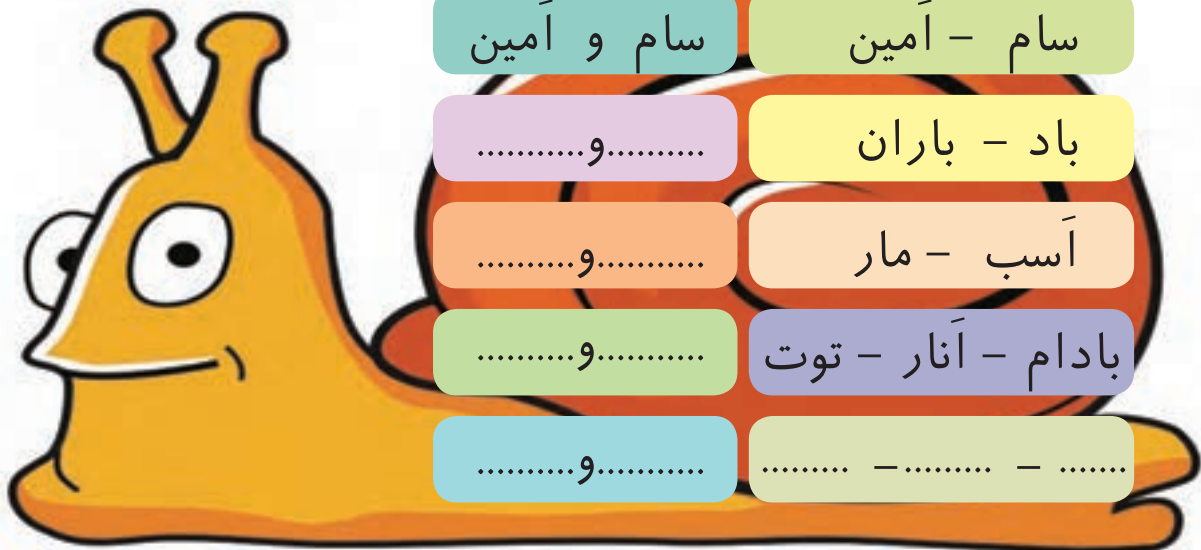 سام – اَمین    سام و اَمین
باد – باران    ..........و...........
اَسب – مار    ...........و..........
بادام – اَنار – توت    ...........و..........
....... – .........– .........    ...........و..........